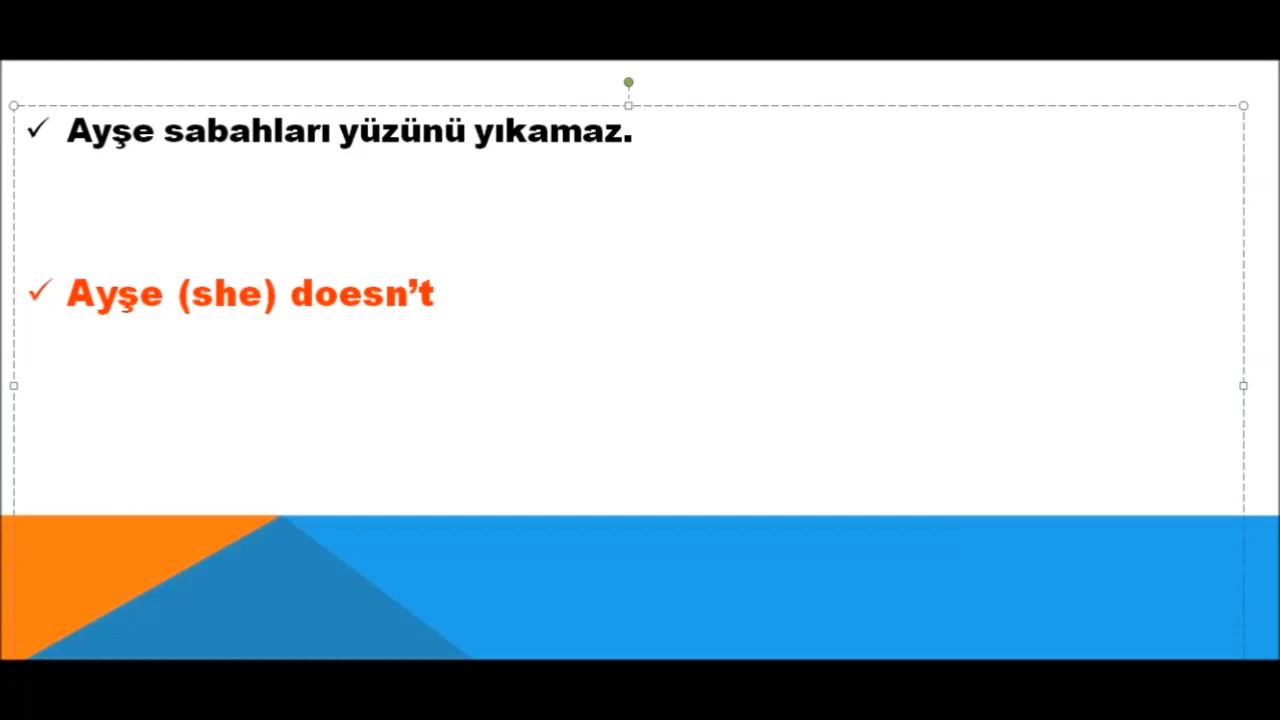 ✓ Ayşe sabahları yüzünü yıkamaz.
✓ Ayşe (she) doesn’t